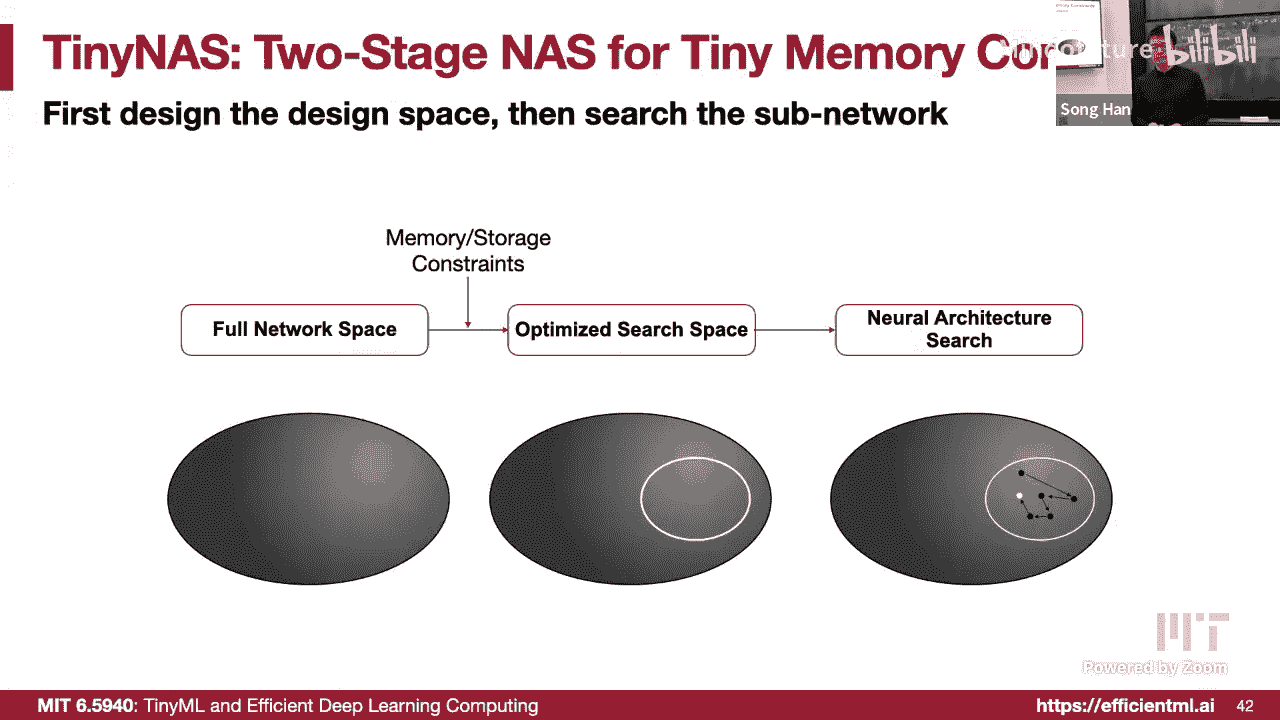 TinyNAS: Two-Stage NAS for Tiny Memory
First design the design space, then search the sub-network
bilibili
Song Han
Memory/Storage
Constraints
Full Network Space
Optimized Search Space
Neural Architecture
Search
MIT
Powered by Zoom
MIT 6.5940: TinyML and Efficient Deep Learning Computing
https://efficientml.ai
42